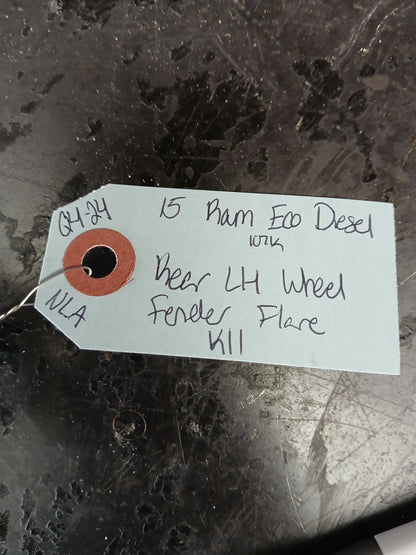 Q4-24
15 Ram Eco Diesel
107K
Rear LH Wheel
Fender Flare
K11
NLA